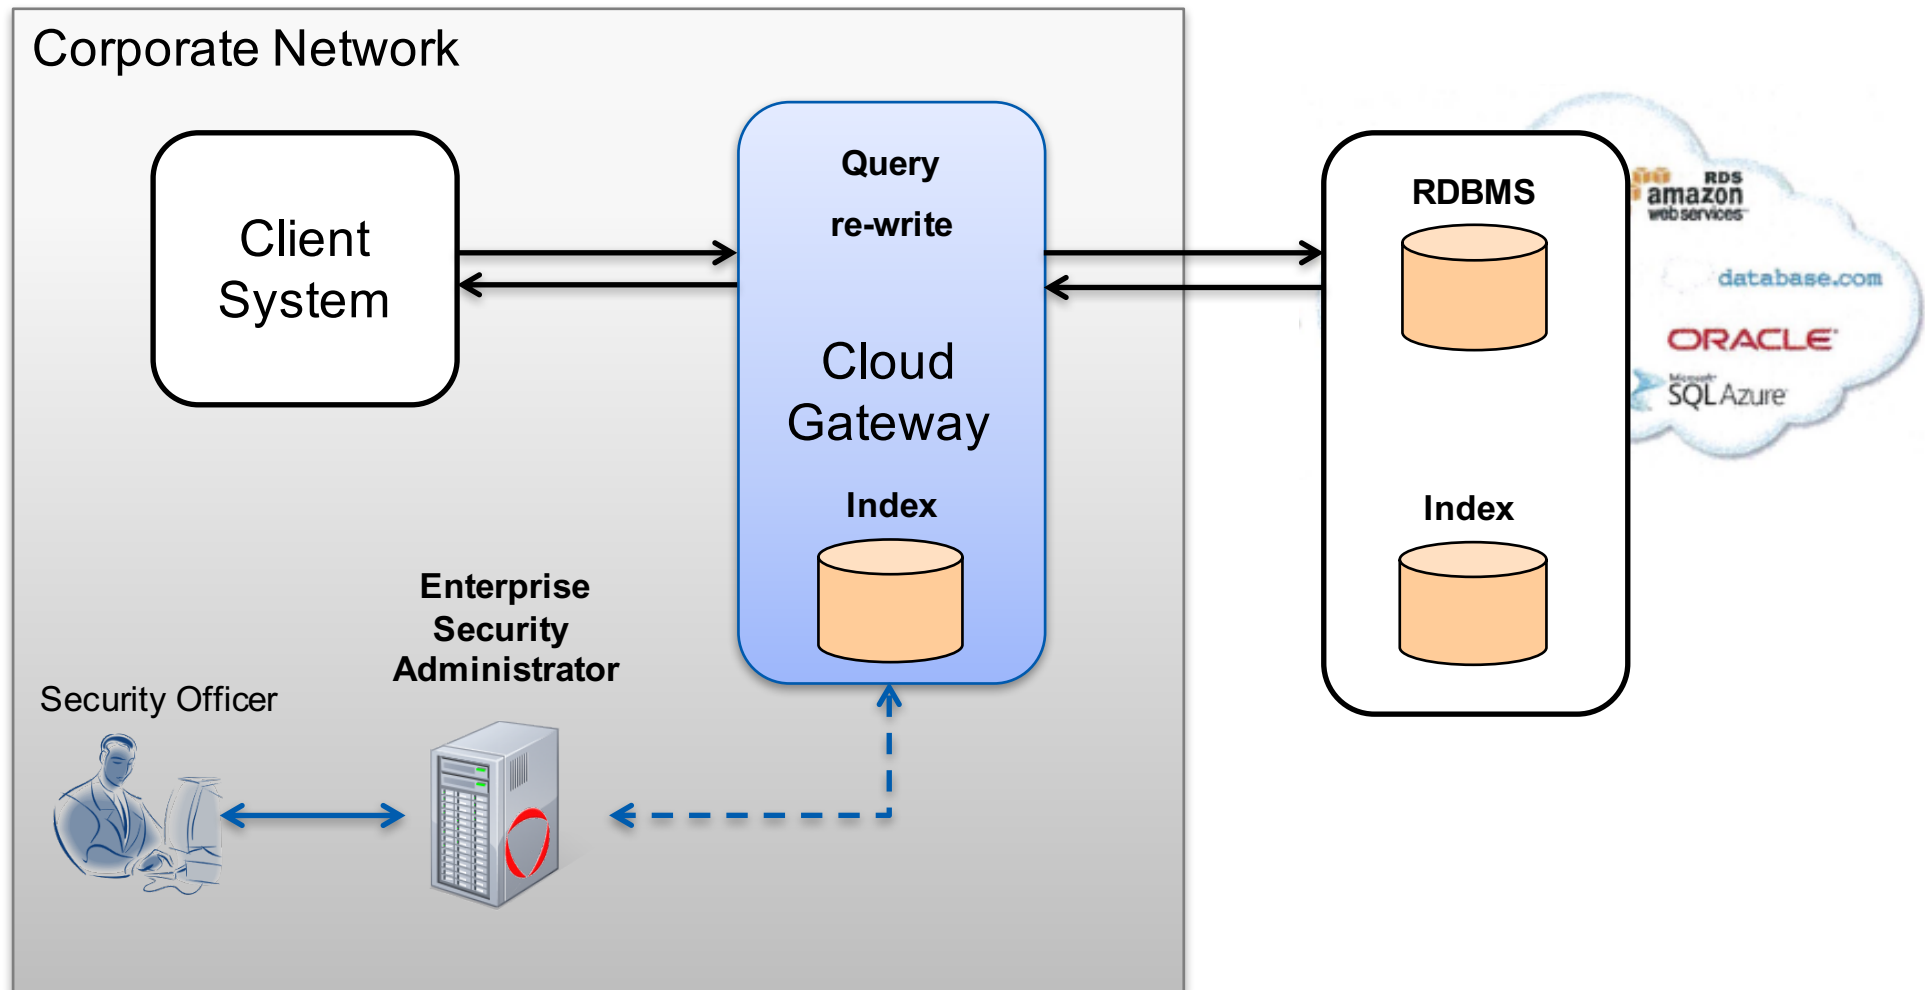 Corporate Network
Client
System
Query
re-write
Cloud
Gateway
Index
Enterprise
Security
Administrator
Security Officer
RDBMS
Index
RDS
amazon
web services
database.com
ORACLE
Microsoft
SQL Azure